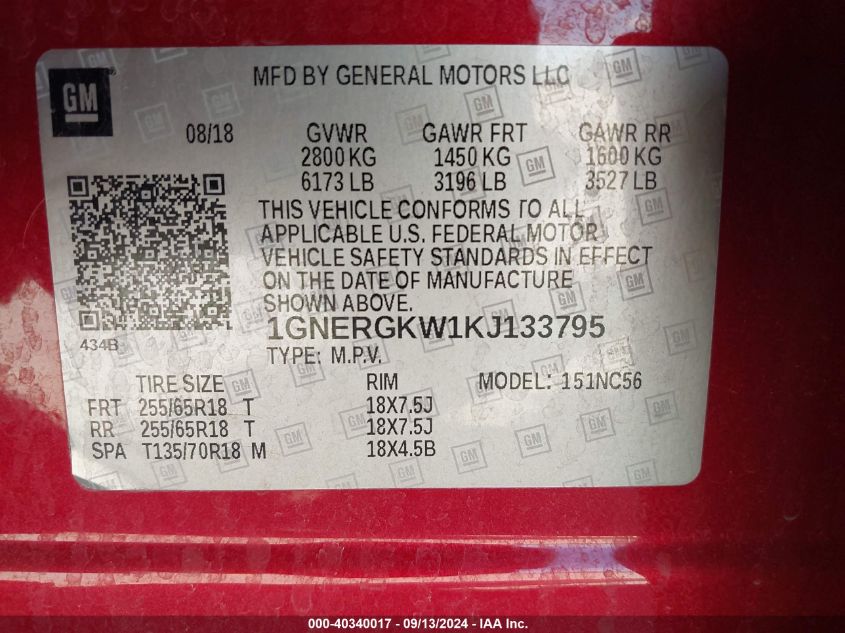 GM
MFD BY GENERAL MOTORS LLC
08/18 GVWR GAWR FRT GAWR RR
2800 KG 1450 KG 1600 KG
6173 LB 3196 LB 3527 LB
THIS VEHICLE CONFORMS TO ALL
APPLICABLE U.S. FEDERAL MOTOR
VEHICLE SAFETY STANDARDS IN EFFECT
ON THE DATE OF MANUFACTURE
SHOWN ABOVE.
434B
1GNERGKW1KJ133795
TYPE: M.P.V.
TIRE SIZE RIM MODEL: 151NC56
FRT 255/65R18 T 18X7.5J
RR 255/65R18 T 18X7.5J
SPA T135/70R18 M 18X4.5B
000-40340017 - 09/13/2024 - IAA Inc.